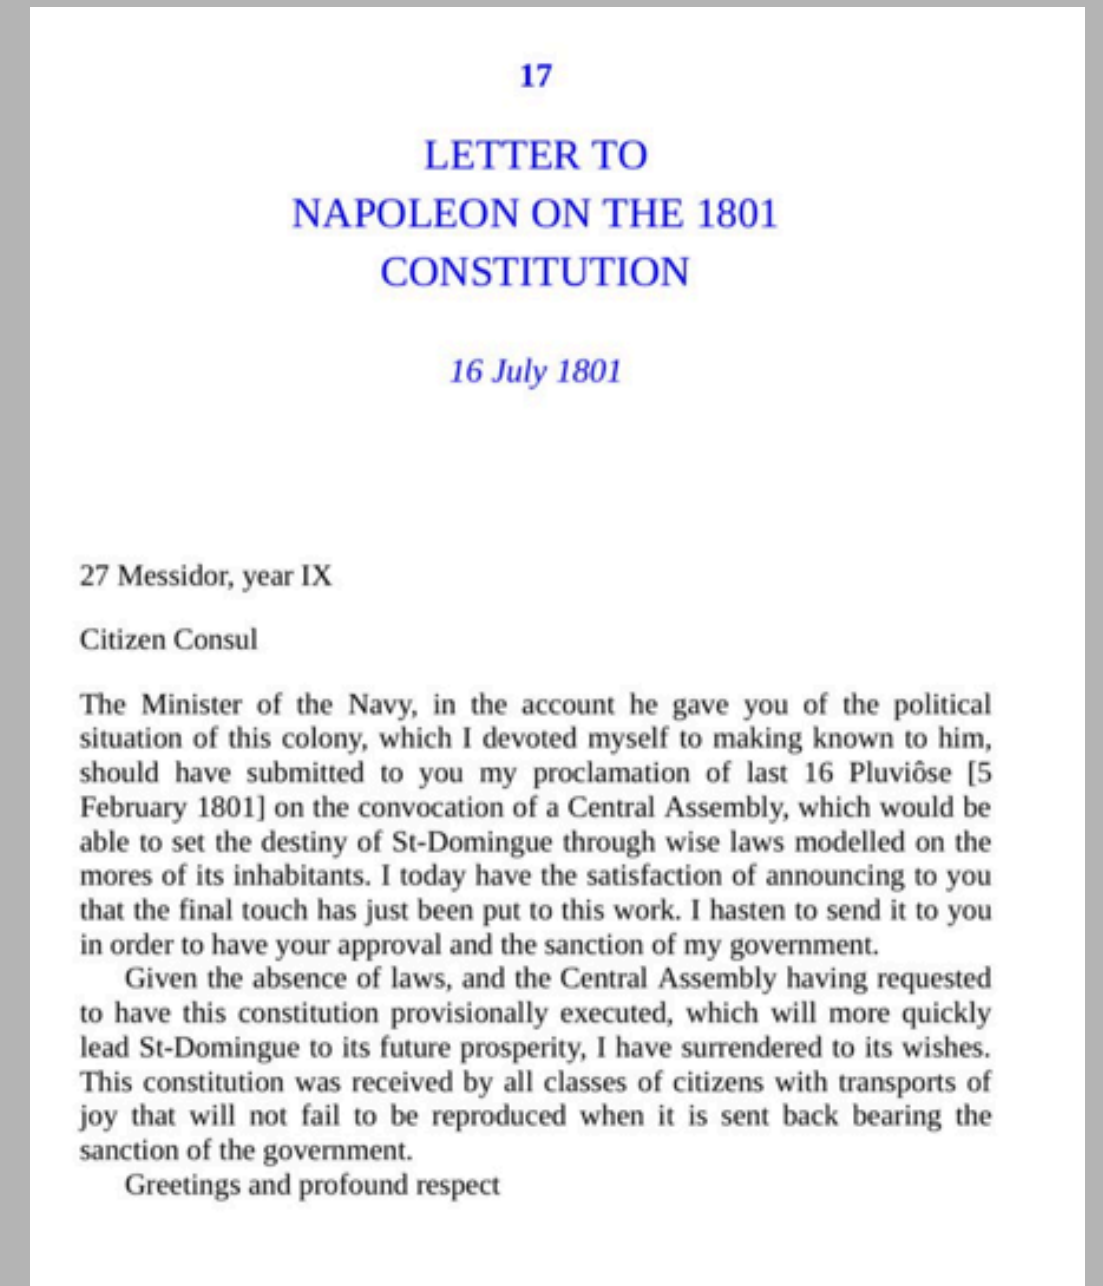 17
LETTER TO
NAPOLEON ON THE 1801
CONSTITUTION
16 July 1801
27 Messidor, year IX
Citizen Consul
The Minister of the Navy, in the account he gave you of the political
situation of this colony, which I devoted myself to making known to him,
should have submitted to you my proclamation of last 16 Pluviôse [5
February 1801] on the convocation of a Central Assembly, which would be
able to set the destiny of St-Domingue through wise laws modelled on the
mores of its inhabitants. I today have the satisfaction of announcing to you
that the final touch has just been put to this work. I hasten to send it to you
in order to have your approval and the sanction of my government.
Given the absence of laws, and the Central Assembly having requested
to have this constitution provisionally executed, which will more quickly
lead St-Domingue to its future prosperity, I have surrendered to its wishes.
This constitution was received by all classes of citizens with transports of
joy that will not fail to be reproduced when it is sent back bearing the
sanction of the government.
Greetings and profound respect